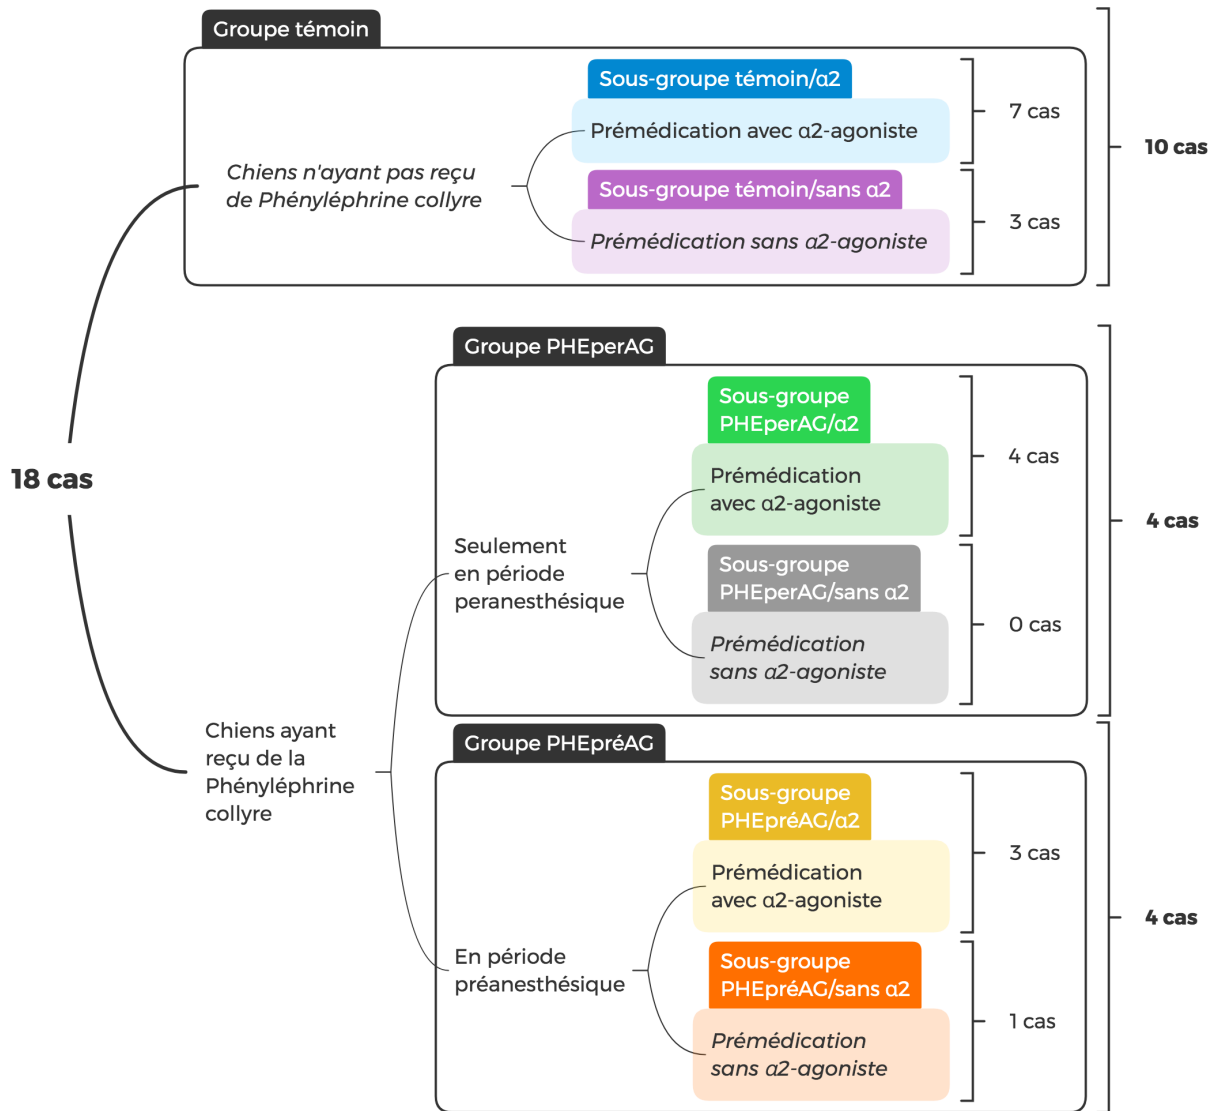 Groupe témoin
Sous-groupe témoin/α2
Prémédication avec α2-agoniste
7 cas
Chiens n'ayant pas reçu
de Phényléphrine collyre
Sous-groupe témoin/sans α2
Prémédication sans α2-agoniste
3 cas
10 cas
18 cas
Groupe PHEperAG
Sous-groupe
PHEperAG/α2
Prémédication
avec α2-agoniste
4 cas
Seulement
en période
peranesthésique
Sous-groupe
PHEperAG/sans α2
Prémédication
sans α2-agoniste
0 cas
4 cas
Chiens ayant
reçu de la
Phényléphrine
collyre
Groupe PHEpréAG
Sous-groupe
PHEpréAG/α2
Prémédication
avec α2-agoniste
3 cas
En période
préanesthésique
Sous-groupe
PHEpréAG/sans α2
Prémédication
sans α2-agoniste
1 cas
4 cas